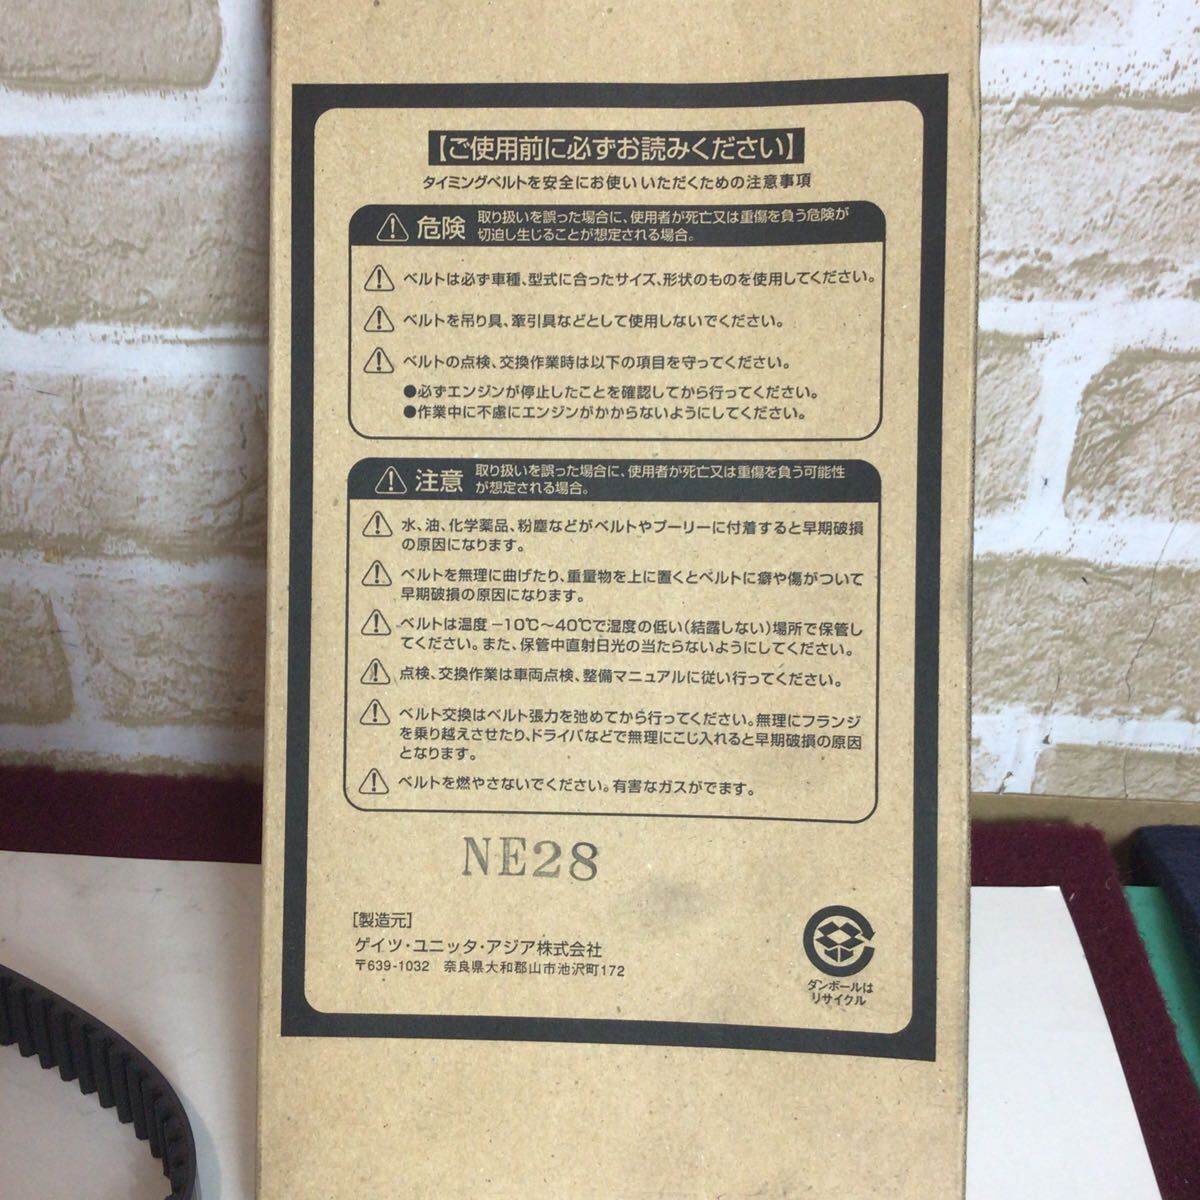 【ご使用前に必ずお読みください】
タイミングベルトを安全にお使いいただくための注意事項
危険 取り扱いを誤った場合に、使用者が死亡又は重傷を負う危険が
切迫し生じることが想定される場合。
ベルトは必ず車種、型式に合ったサイズ、形状のものを使用してください。
ベルトを吊り具、牽引具などとして使用しないでください。
ベルトの点検、交換作業時は以下の項目を守ってください。
●必ずエンジンが停止したことを確認してから行ってください。
●作業中に不慮にエンジンがかからないようにしてください。
注意 取り扱いを誤った場合に、使用者が死亡又は重傷を負う可能性
が想定される場合。
水、油、化学薬品、粉塵などがベルトやプーリーに付着すると早期破損
の原因になります。
ベルトを無理に曲げたり、重量物を上に置くとベルトに癖や傷がついて
早期破損の原因になります。
ベルトは温度-10℃～40℃で湿度の低い(結露しない)場所で保管し
てください。また、保管中直射日光の当たらないようにしてください。
点検、交換作業は車両点検、整備マニュアルに従い行ってください。
ベルト交換はベルト張力を弛めてから行ってください。無理にフランジ
を乗り越えさせたり、ドライバなどで無理にこじ入れると早期破損の原因
となります。
ベルトを燃やさないでください。有害なガスがでます。
NE28
[製造元]
ゲイツ・ユニッタ・アジア株式会社
〒639-1032 奈良県大和郡山市池沢町172
ダンボールは
リサイクル